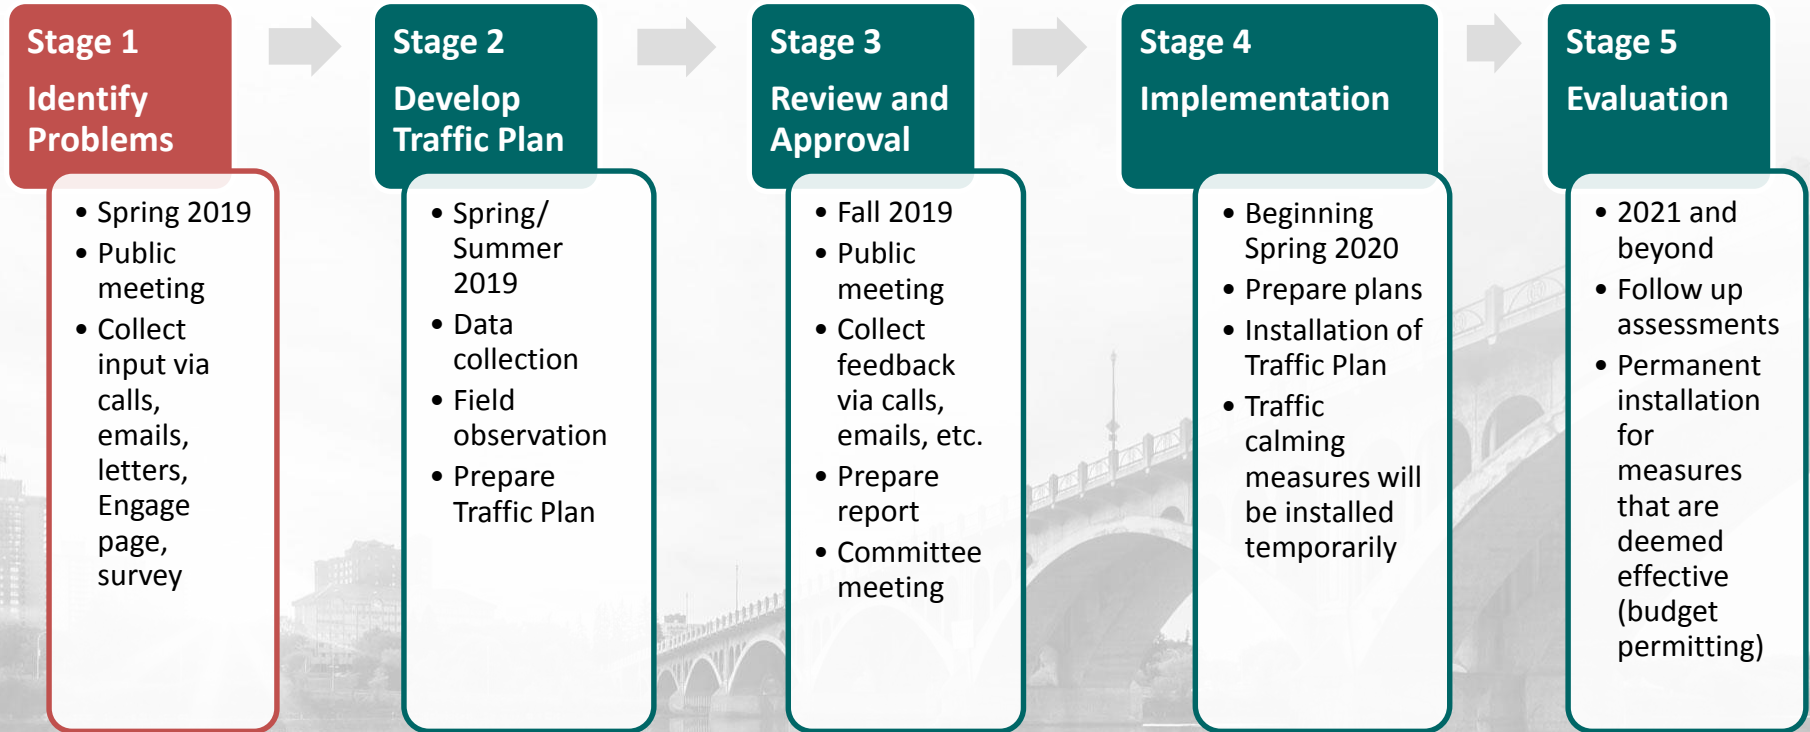 Stage 1
Identify
Problems
• Spring 2019
• Public
meeting
• Collect
input via
calls,
emails,
letters,
Engage
page,
survey
Stage 2
Develop
Traffic Plan
• Spring/
Summer
2019
• Data
collection
• Field
observation
• Prepare
Traffic Plan
Stage 3
Review and
Approval
• Fall 2019
• Public
meeting
• Collect
feedback
via calls,
emails, etc.
• Prepare
report
• Committee
meeting
Stage 4
Implementation
• Beginning
Spring 2020
• Prepare plans
• Installation of
Traffic Plan
• Traffic
calming
measures will
be installed
temporarily
Stage 5
Evaluation
• 2021 and
beyond
• Follow up
assessments
• Permanent
installation
for
measures
that are
deemed
effective
(budget
permitting)